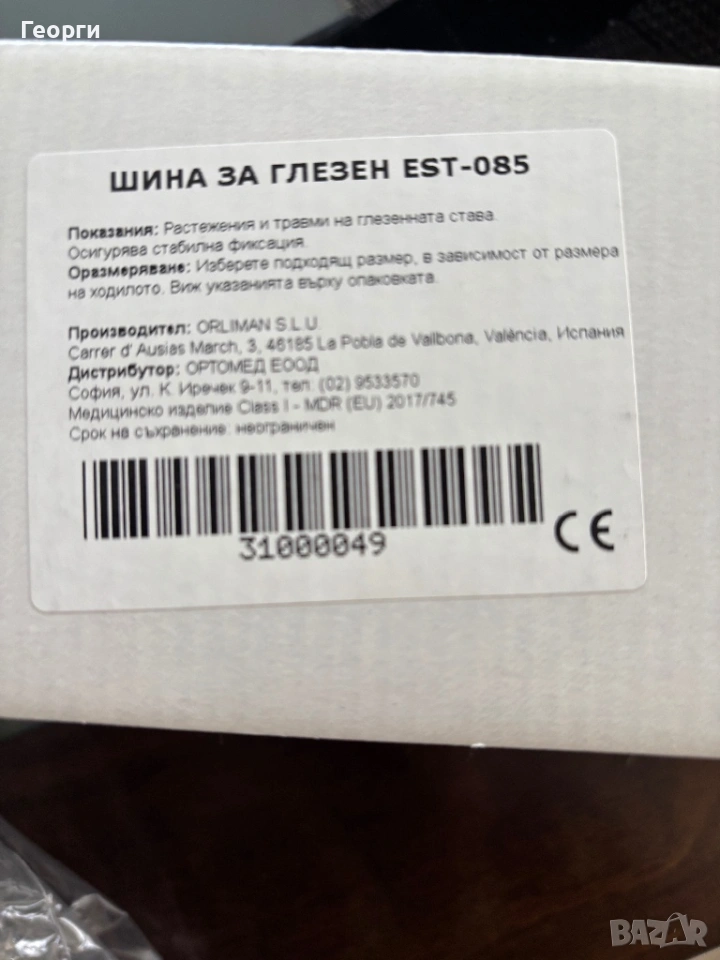 Георги
ШИНА ЗА ГЛЕЗЕН EST-085
Показания: Растежения и травми на глезенната става.
Осигурява стабилна фиксация.
Оразмеряване: Изберете подходящ размер, в зависимост от размера
на ходилото. Виж указанията върху опаковката.
Производител: ORLIMAN S.L.U.
Carrer d' Ausias March, 3, 46185 La Pobla de Vallbona, València, Испания
Дистрибутор: ОРТОМЕД ЕООД
София, ул. К. Иречек 9-11, тел. (02) 9533570
Медицинско изделие Class I - MDR (EU) 2017/745
Срок на съхранение: неограничен
31000049
CE
BAZAR